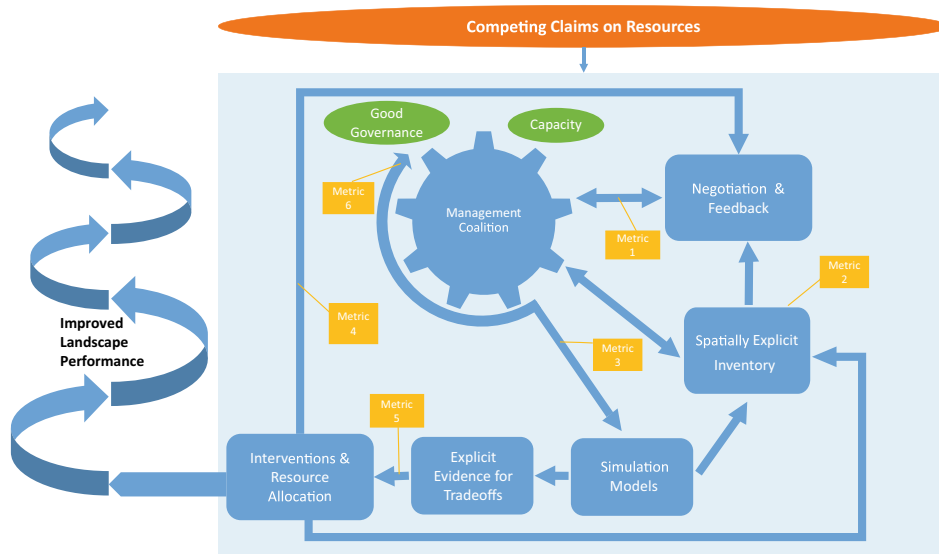 Competing Claims on Resources
Good
Governance
Capacity
Metric
6
Management
Coalition
Negotiation &
Feedback
Metric
1
Metric
2
Metric
4
Improved
Landscape
Performance
Metric
3
Spatially Explicit
Inventory
Metric
5
Interventions &
Resource
Allocation
Explicit
Evidence for
Tradeoffs
Simulation
Models